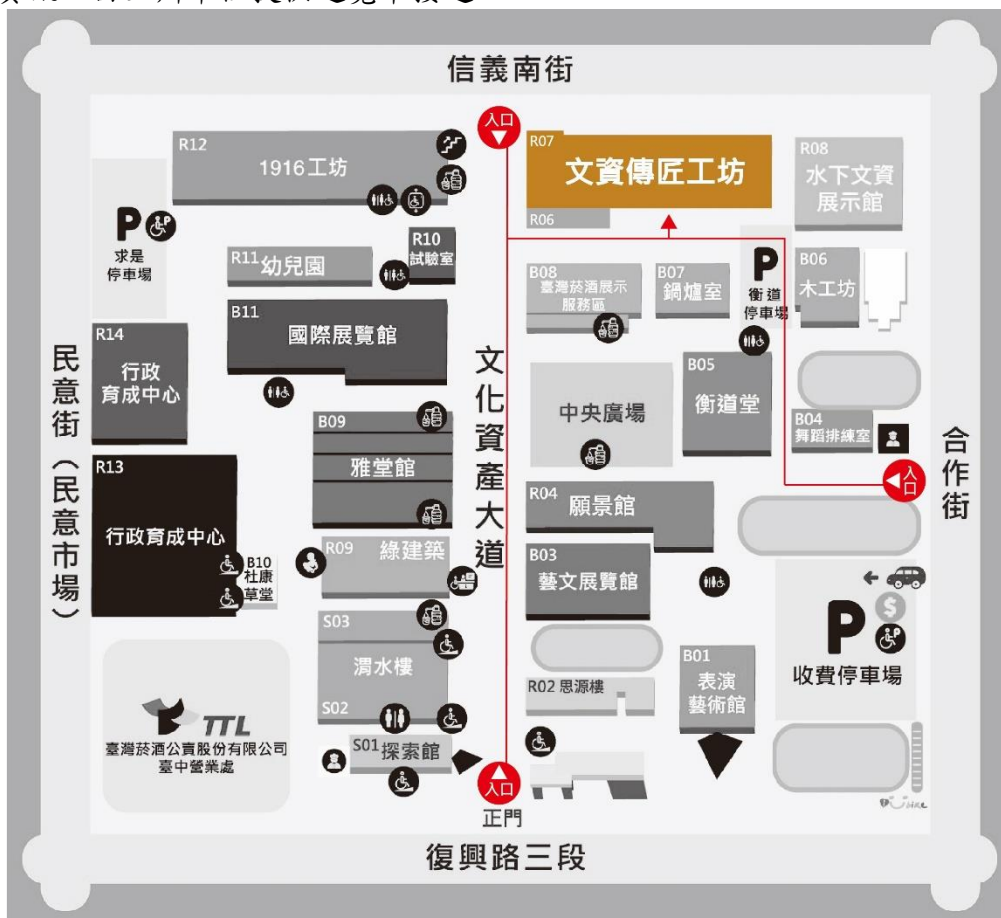 信義南街
入口
R12
1916工坊
R07
文資傳匠工坊
R06
R08
水下文資
展示館
P
求是
停車場
R11 幼兒園
R10
試驗室
B08
臺灣菸酒展示
服務區
B07
鍋爐室
P
衡道
停車場
B06
木工坊
B11
國際展覽館
R14
行政
育成中心
民意街（民意市場）
文化資產大道
中央廣場
B05
衡道堂
B04
舞蹈排練室
合作街
入口
B09
雅堂館
R13
行政育成中心
B10
杜康
草堂
R09 綠建築
R04 願景館
B03
藝文展覽館
$
P
收費停車場
S03
渭水樓
S02
R02 思源樓
B01
表演
藝術館
TTL
臺灣菸酒公賣股份有限公司
臺中營業處
S01 探索館
入口
正門
復興路三段